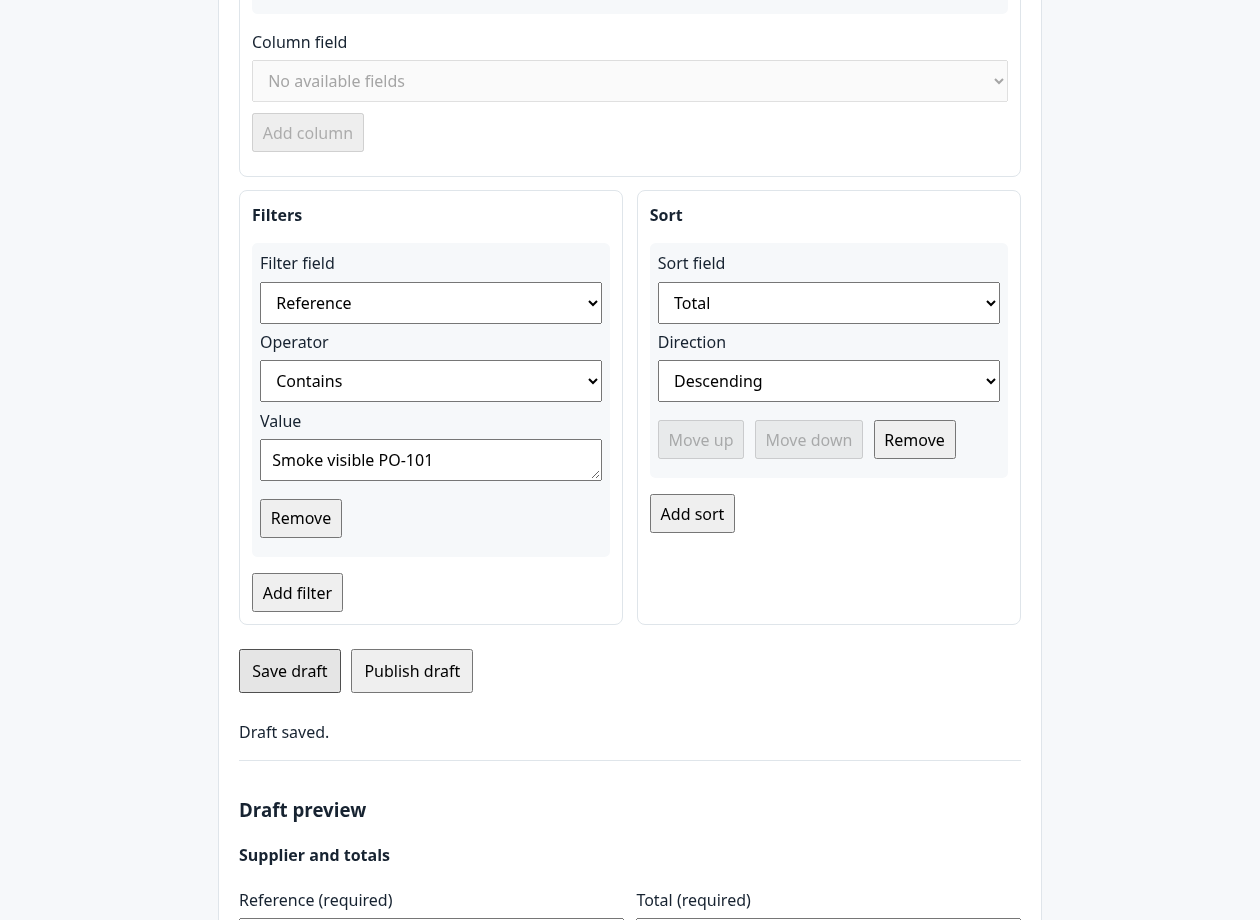 Column field
No available fields
Add column
Filters
Filter field
Reference
Operator
Contains
Value
Smoke visible PO-101
Remove
Add filter
Sort
Sort field
Total
Direction
Descending
Move up
Move down
Remove
Add sort
Save draft
Publish draft
Draft saved.
Draft preview
Supplier and totals
Reference (required)
Total (required)